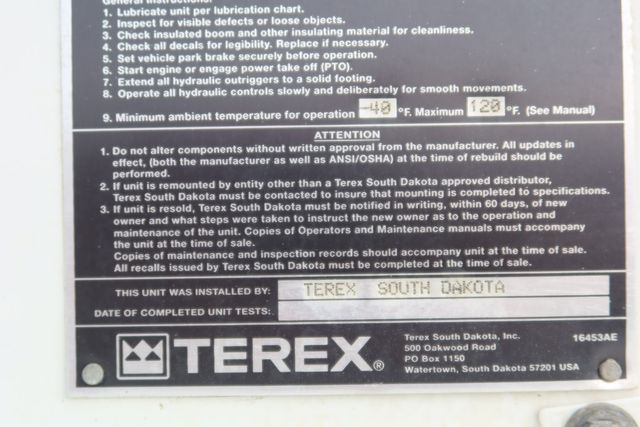 General Instructions:
1. Lubricate unit per lubrication chart.
2. Inspect for visible defects or loose objects.
3. Check insulated boom and other insulating material for cleanliness.
4. Check all decals for legibility. Replace if necessary.
5. Set vehicle park brake securely before operation.
6. Start engine or engage power take off (PTO).
7. Extend all hydraulic outriggers to a solid footing.
8. Operate all hydraulic controls slowly and deliberately for smooth movements.
9. Minimum ambient temperature for operation -40 °F. Maximum 120 °F. (See Manual)
ATTENTION
1. Do not alter components without written approval from the manufacturer. All updates in
effect, (both the manufacturer as well as ANSI/OSHA) at the time of rebuild should be
performed.
2. If unit is remounted by entity other than a Terex South Dakota approved distributor,
Terex South Dakota must be contacted to insure that mounting is completed to specifications.
3. If unit is resold, Terex South Dakota must be notified in writing, within 60 days, of new
owner and what steps were taken to instruct the new owner as to the operation and
maintenance of the unit. Copies of Operators and Maintenance manuals must accompany
the unit at the time of sale.
Copies of maintenance and inspection records should accompany unit at the time of sale.
All recalls issued by Terex South Dakota must be completed at the time of sale.
THIS UNIT WAS INSTALLED BY: TEREX SOUTH DAKOTA
DATE OF COMPLETED UNIT TESTS:
TEREX®
Terex South Dakota, Inc. 16453AE
500 Oakwood Road
PO Box 1150
Watertown, South Dakota 57201 USA